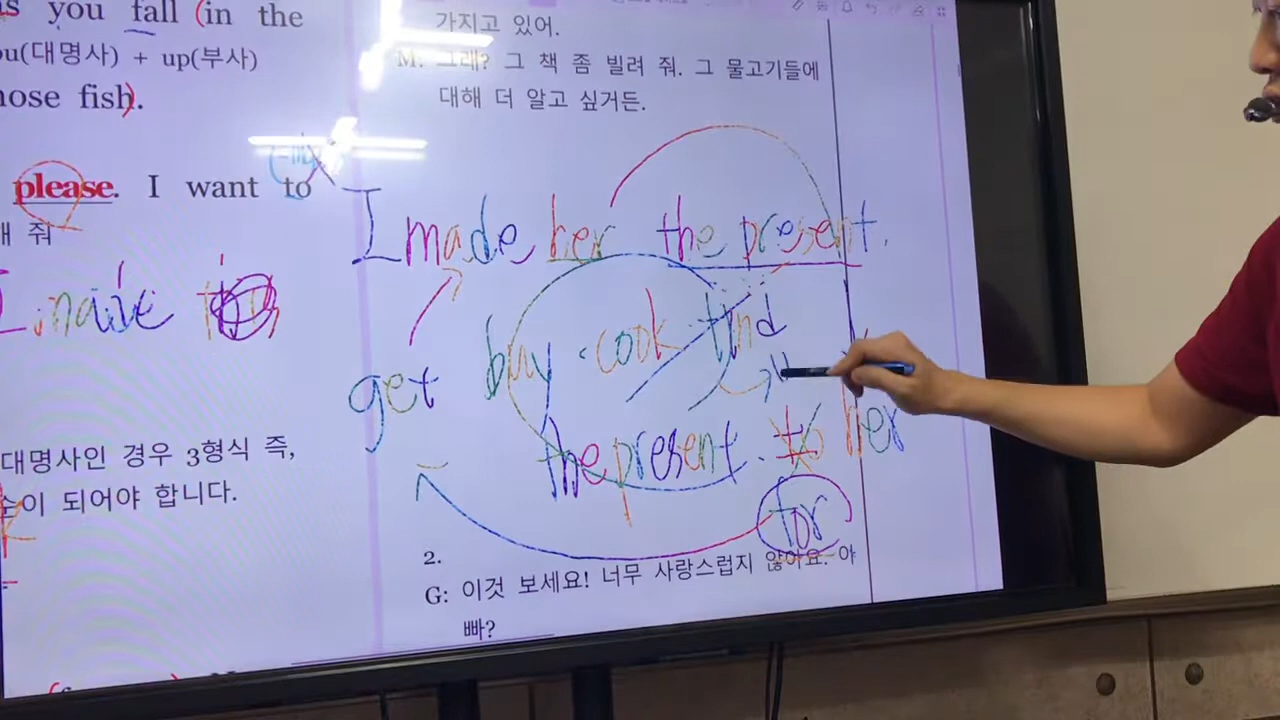 you fall (in the
(대명사) + up(부사)
fish).
please. I want to
줘
I made
대명사인 경우 3형식 즉,
순이 되어야 합니다.
가지고 있어.
M: 그래? 그 책 좀 빌려 줘. 그 물고기들에
대해 더 알고 싶거든.
I made her the present.
buy cook find
get
the present. to her
for
2.
G: 이것 보세요! 너무 사랑스럽지 않아요. 아
빠?